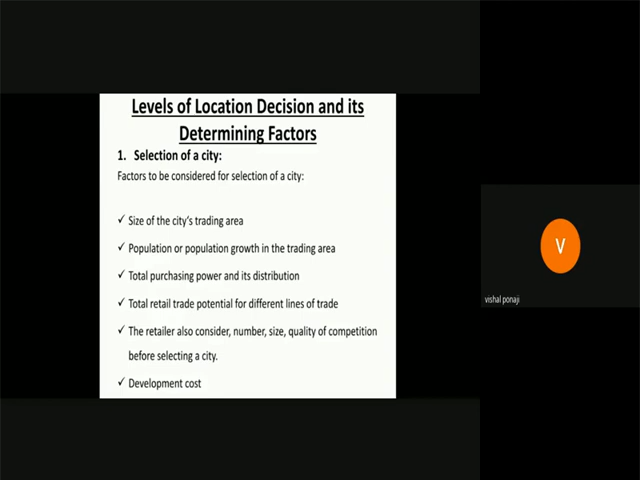 Levels of Location Decision and its
Determining Factors
1. Selection of a city:
Factors to be considered for selection of a city:
✓ Size of the city's trading area
✓ Population or population growth in the trading area
✓ Total purchasing power and its distribution
✓ Total retail trade potential for different lines of trade
✓ The retailer also consider, number, size, quality of competition
before selecting a city.
✓ Development cost
V
vishal ponaji